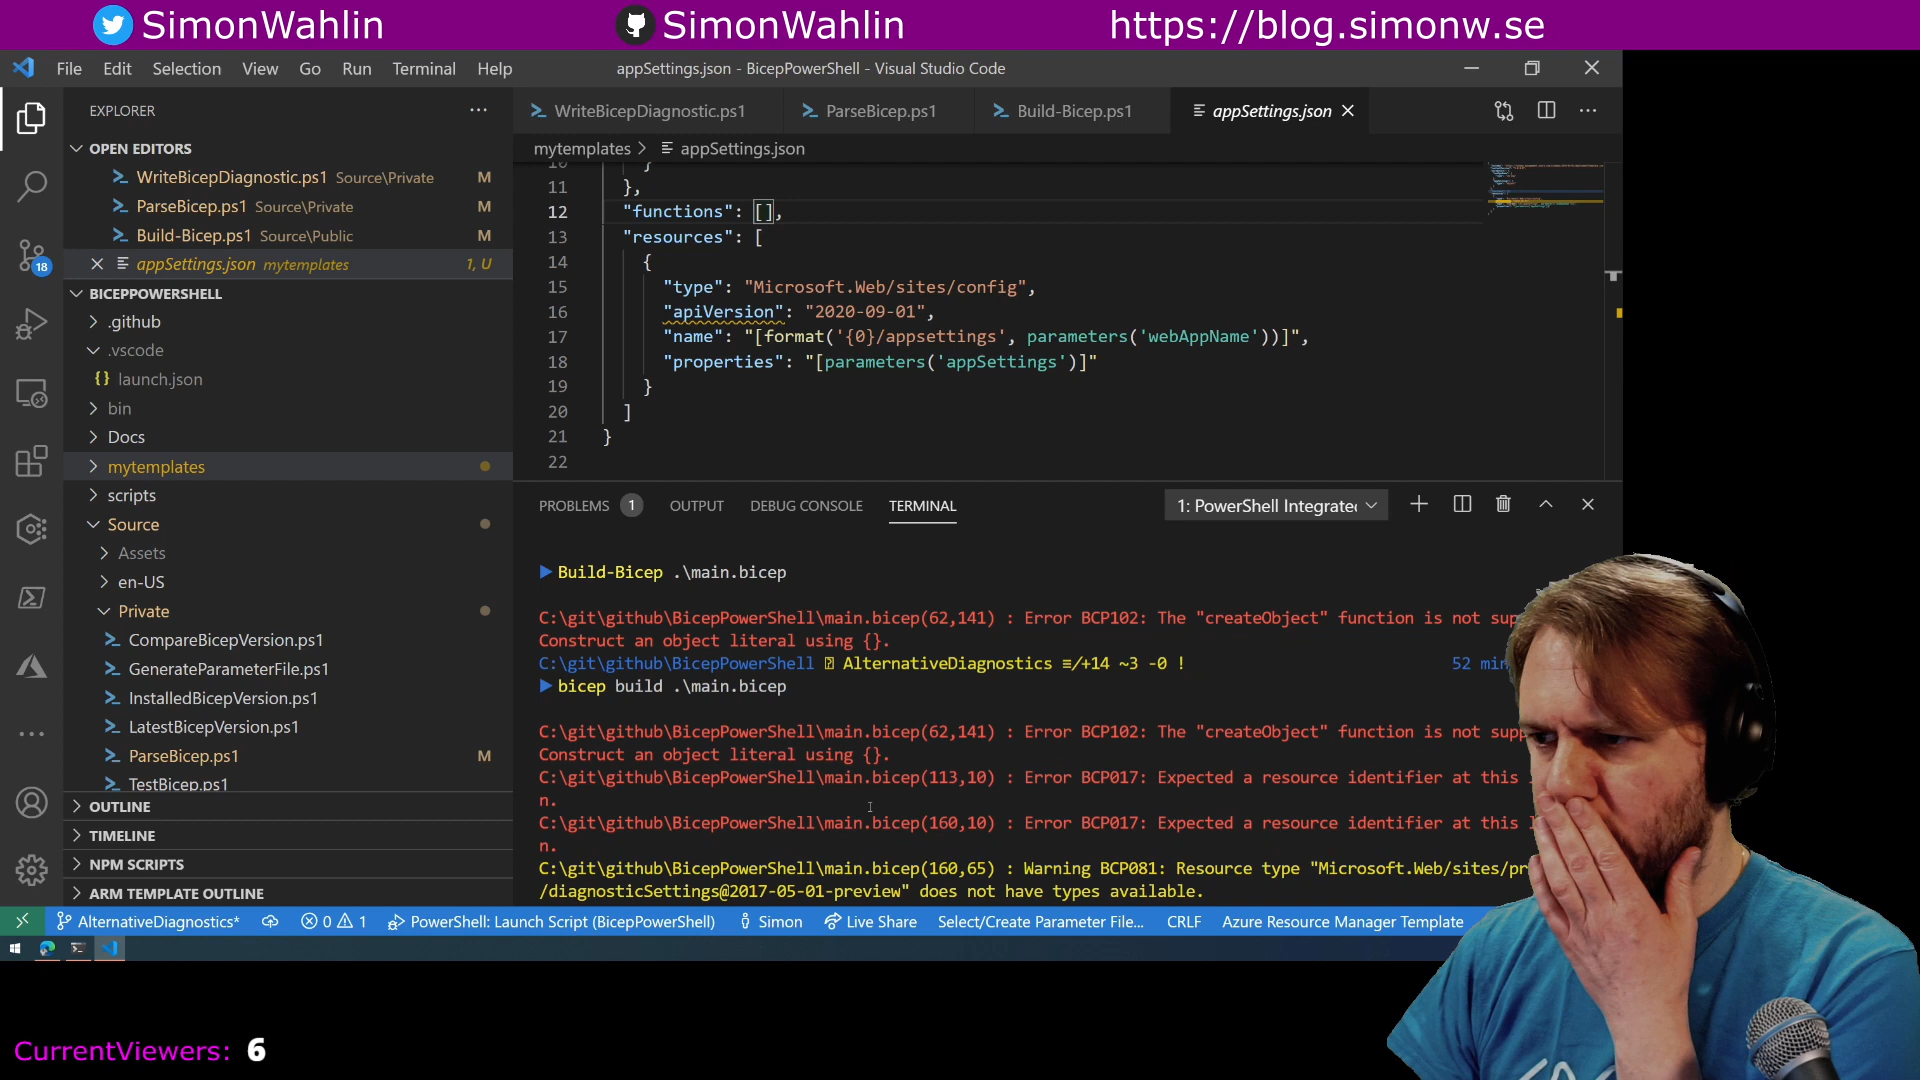 SimonWahlin SimonWahlin https://blog.simonw.se
File Edit Selection View Go Run Terminal Help appSettings.json - BicepPowerShell - Visual Studio Code
EXPLORER
OPEN EDITORS
WriteBicepDiagnostic.ps1 Source\Private M
ParseBicep.ps1 Source\Private M
Build-Bicep.ps1 Source\Public M
appSettings.json mytemplates 1, U
18
BICEPPOWERSHELL
.github
.vscode
{} launch.json
bin
Docs
mytemplates
scripts
Source
Assets
en-US
Private
CompareBicepVersion.ps1
GenerateParameterFile.ps1
InstalledBicepVersion.ps1
LatestBicepVersion.ps1
ParseBicep.ps1 M
TestBicep.ps1
OUTLINE
TIMELINE
NPM SCRIPTS
ARM TEMPLATE OUTLINE
WriteBicepDiagnostic.ps1 ParseBicep.ps1 Build-Bicep.ps1 appSettings.json
mytemplates > appSettings.json
10 }
11 },
12 "functions": [],
13 "resources": [
14 {
15 "type": "Microsoft.Web/sites/config",
16 "apiVersion": "2020-09-01",
17 "name": "[format('{0}/appsettings', parameters('webAppName'))]",
18 "properties": "[parameters('appSettings')]"
19 }
20 ]
21 }
22
PROBLEMS 1 OUTPUT DEBUG CONSOLE TERMINAL 1: PowerShell Integrate
Build-Bicep .\main.bicep
C:\git\github\BicepPowerShell\main.bicep(62,141) : Error BCP102: The "createObject" function is not
Construct an object literal using {}.
C:\git\github\BicepPowerShell AlternativeDiagnostics ≡/+14 ~3 -0 ! 52
bicep build .\main.bicep
C:\git\github\BicepPowerShell\main.bicep(62,141) : Error BCP102: The "createObject" function is not
Construct an object literal using {}.
C:\git\github\BicepPowerShell\main.bicep(113,10) : Error BCP017: Expected a resource identifier at this
n.
C:\git\github\BicepPowerShell\main.bicep(160,10) : Error BCP017: Expected a resource identifier at this
n.
C:\git\github\BicepPowerShell\main.bicep(160,65) : Warning BCP081: Resource type "Microsoft.Web/sites/pr
/diagnosticSettings@2017-05-01-preview" does not have types available.
AlternativeDiagnostics* 0 1 PowerShell: Launch Script (BicepPowerShell) Simon Live Share Select/Create Parameter File... CRLF Azure Resource Manager Template
CurrentViewers: 6